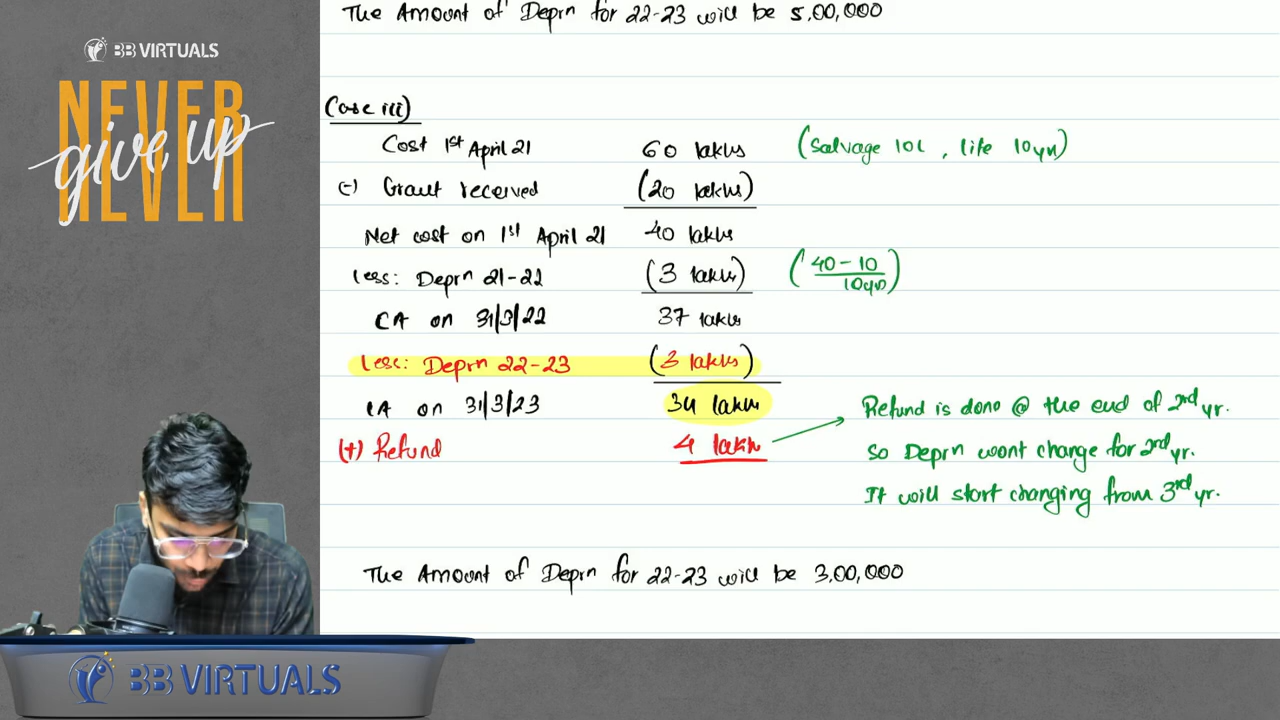 The Amount of Deprn for 22-23 will be 5,00,000
BB VIRTUALS
NEVER
give up
NEVER
Case iii)
Cost 1st April 21 60 lakhs (Salvage 10L, life 10yr)
(-) Grant received (20 lakhs)
Net cost on 1st April 21 40 lakhs
less: Deprn 21-22 (3 lakhs) (40-10
10yr)
CA on 31/3/22 37 lakhs
less: Deprn 22-23 (3 lakhs)
CA on 31/3/23 34 lakhs Refund is done @ the end of 2nd yr.
(+) Refund 4 lakh so Deprn wont change for 2nd yr.
It will start changing from 3rd yr.
The Amount of Deprn for 22-23 will be 3,00,000
BB VIRTUALS